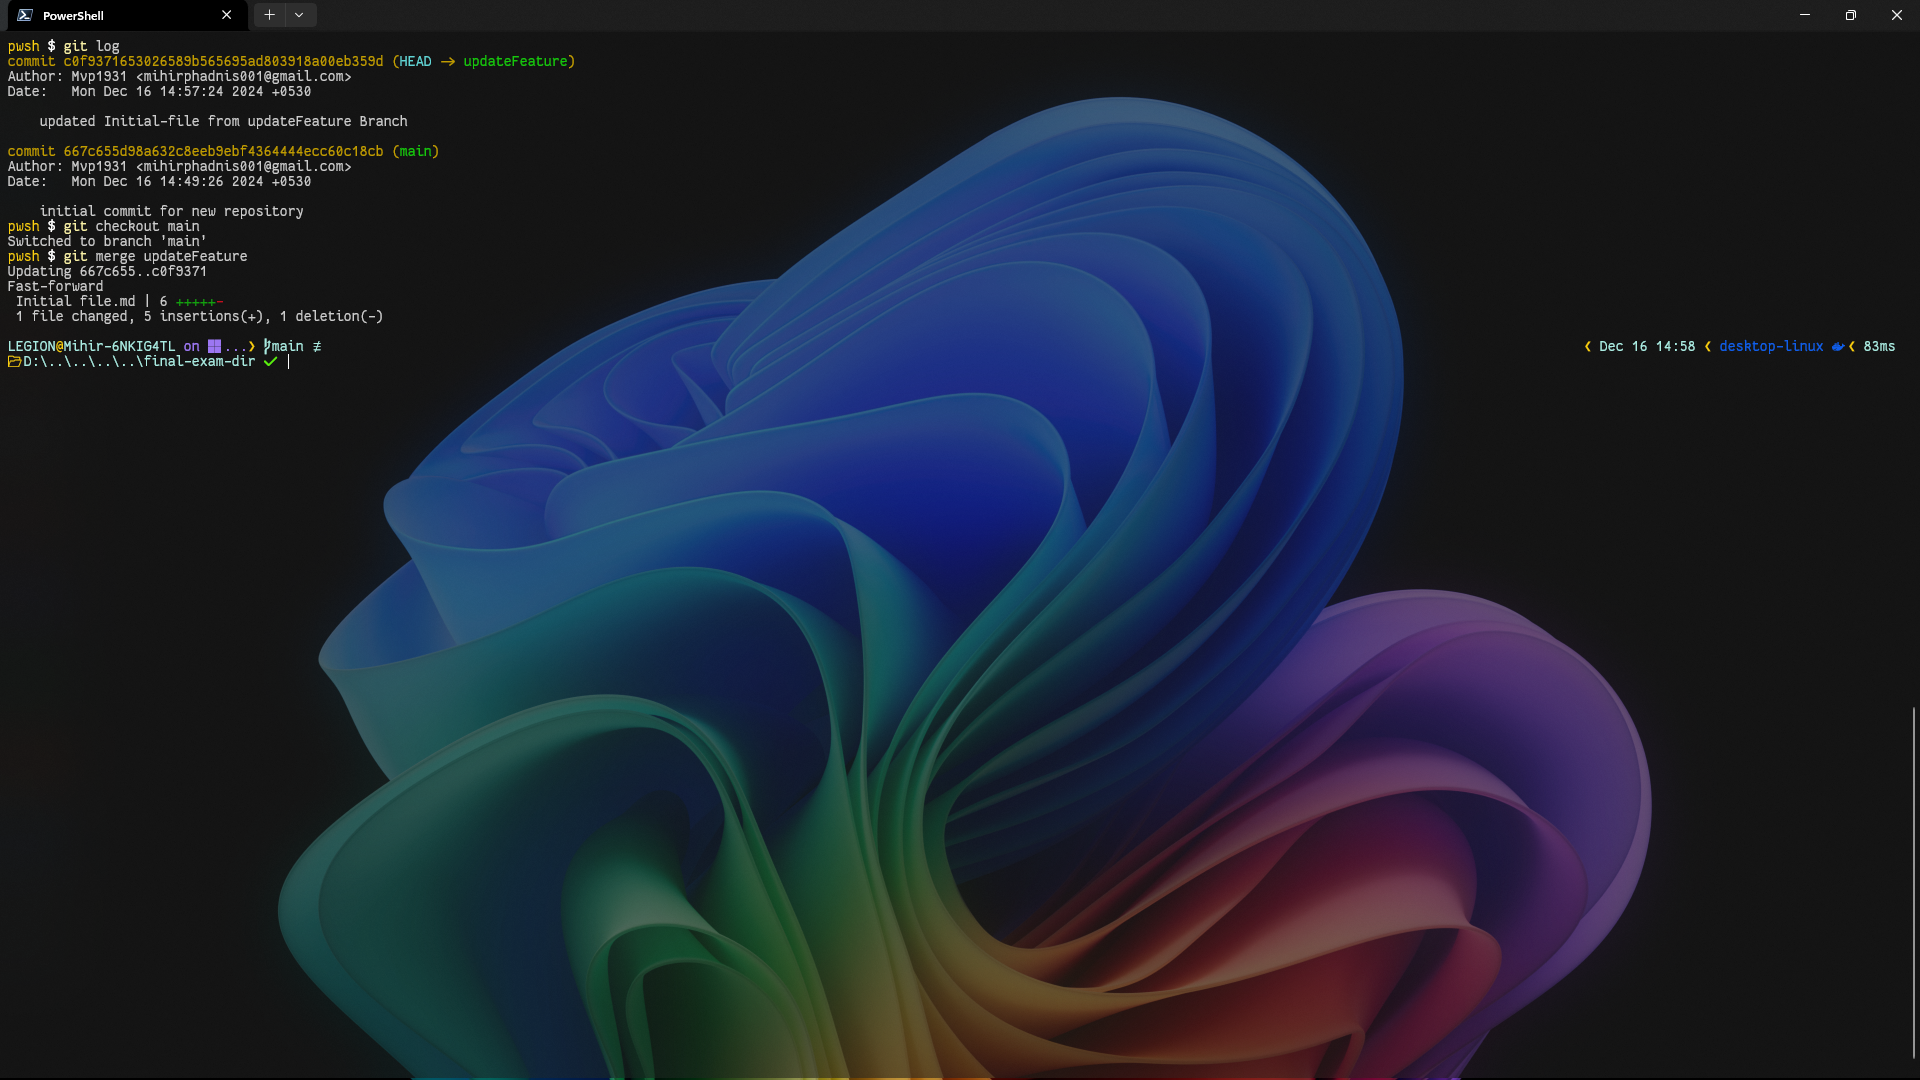 PowerShell
pwsh $ git log
commit c0f9371653026589b565695ad803918a00eb359d (HEAD → updateFeature)
Author: Mvp1931 <mihirphadnis001@gmail.com>
Date:   Mon Dec 16 14:57:24 2024 +0530
updated Initial-file from updateFeature Branch
commit 667c655d98a632c8eeb9ebf4364444ecc60c18cb (main)
Author: Mvp1931 <mihirphadnis001@gmail.com>
Date:   Mon Dec 16 14:49:26 2024 +0530
initial commit for new repository
pwsh $ git checkout main
Switched to branch 'main'
pwsh $ git merge updateFeature
Updating 667c655..c0f9371
Fast-forward
Initial file.md | 6 +++++-
1 file changed, 5 insertions(+), 1 deletion(-)
LEGION@Mihir-6NKIG4TL on ...❯ main ≢ ❮ Dec 16 14:58 ❮ desktop-linux ❮ 83ms
D:\..\..\..\..\final-exam-dir ✓